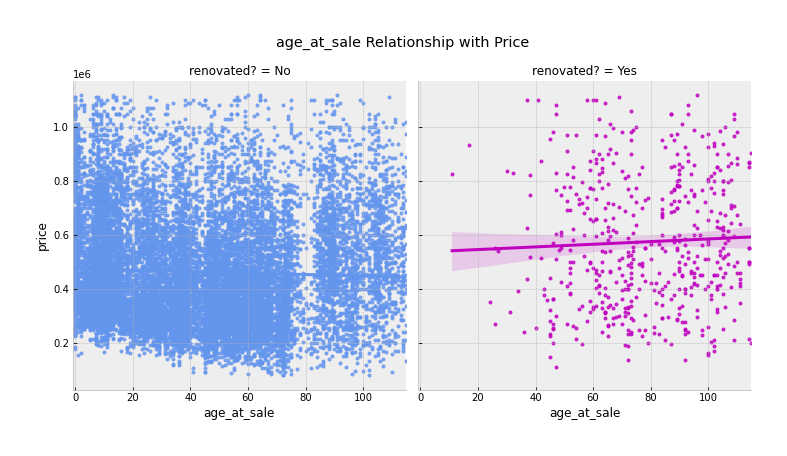 age_at_sale Relationship with Price
renovated? = No
renovated? = Yes
1e6
1.0
0.8
0.6
0.4
0.2
price
0 20 40 60 80 100
0 20 40 60 80 100
age_at_sale
age_at_sale